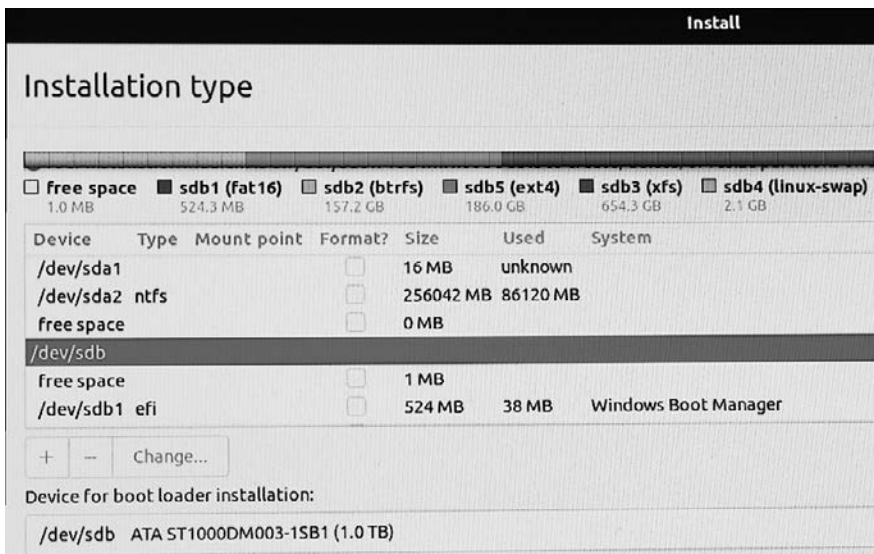 Install
Installation type
free space sdb1 (fat16) sdb2 (btrfs) sdb5 (ext4) sdb3 (xfs) sdb4 (linux-swap)
1.0 MB 524.3 MB 157.2 GB 186.0 GB 654.3 GB 2.1 GB
Device Type Mount point Format? Size Used System
/dev/sda1 16 MB unknown
/dev/sda2 ntfs 256042 MB 86120 MB
free space 0 MB
/dev/sdb
free space 1 MB
/dev/sdb1 efi 524 MB 38 MB Windows Boot Manager
+ − Change...
Device for boot loader installation:
/dev/sdb ATA ST1000DM003-1SB1 (1.0 TB)